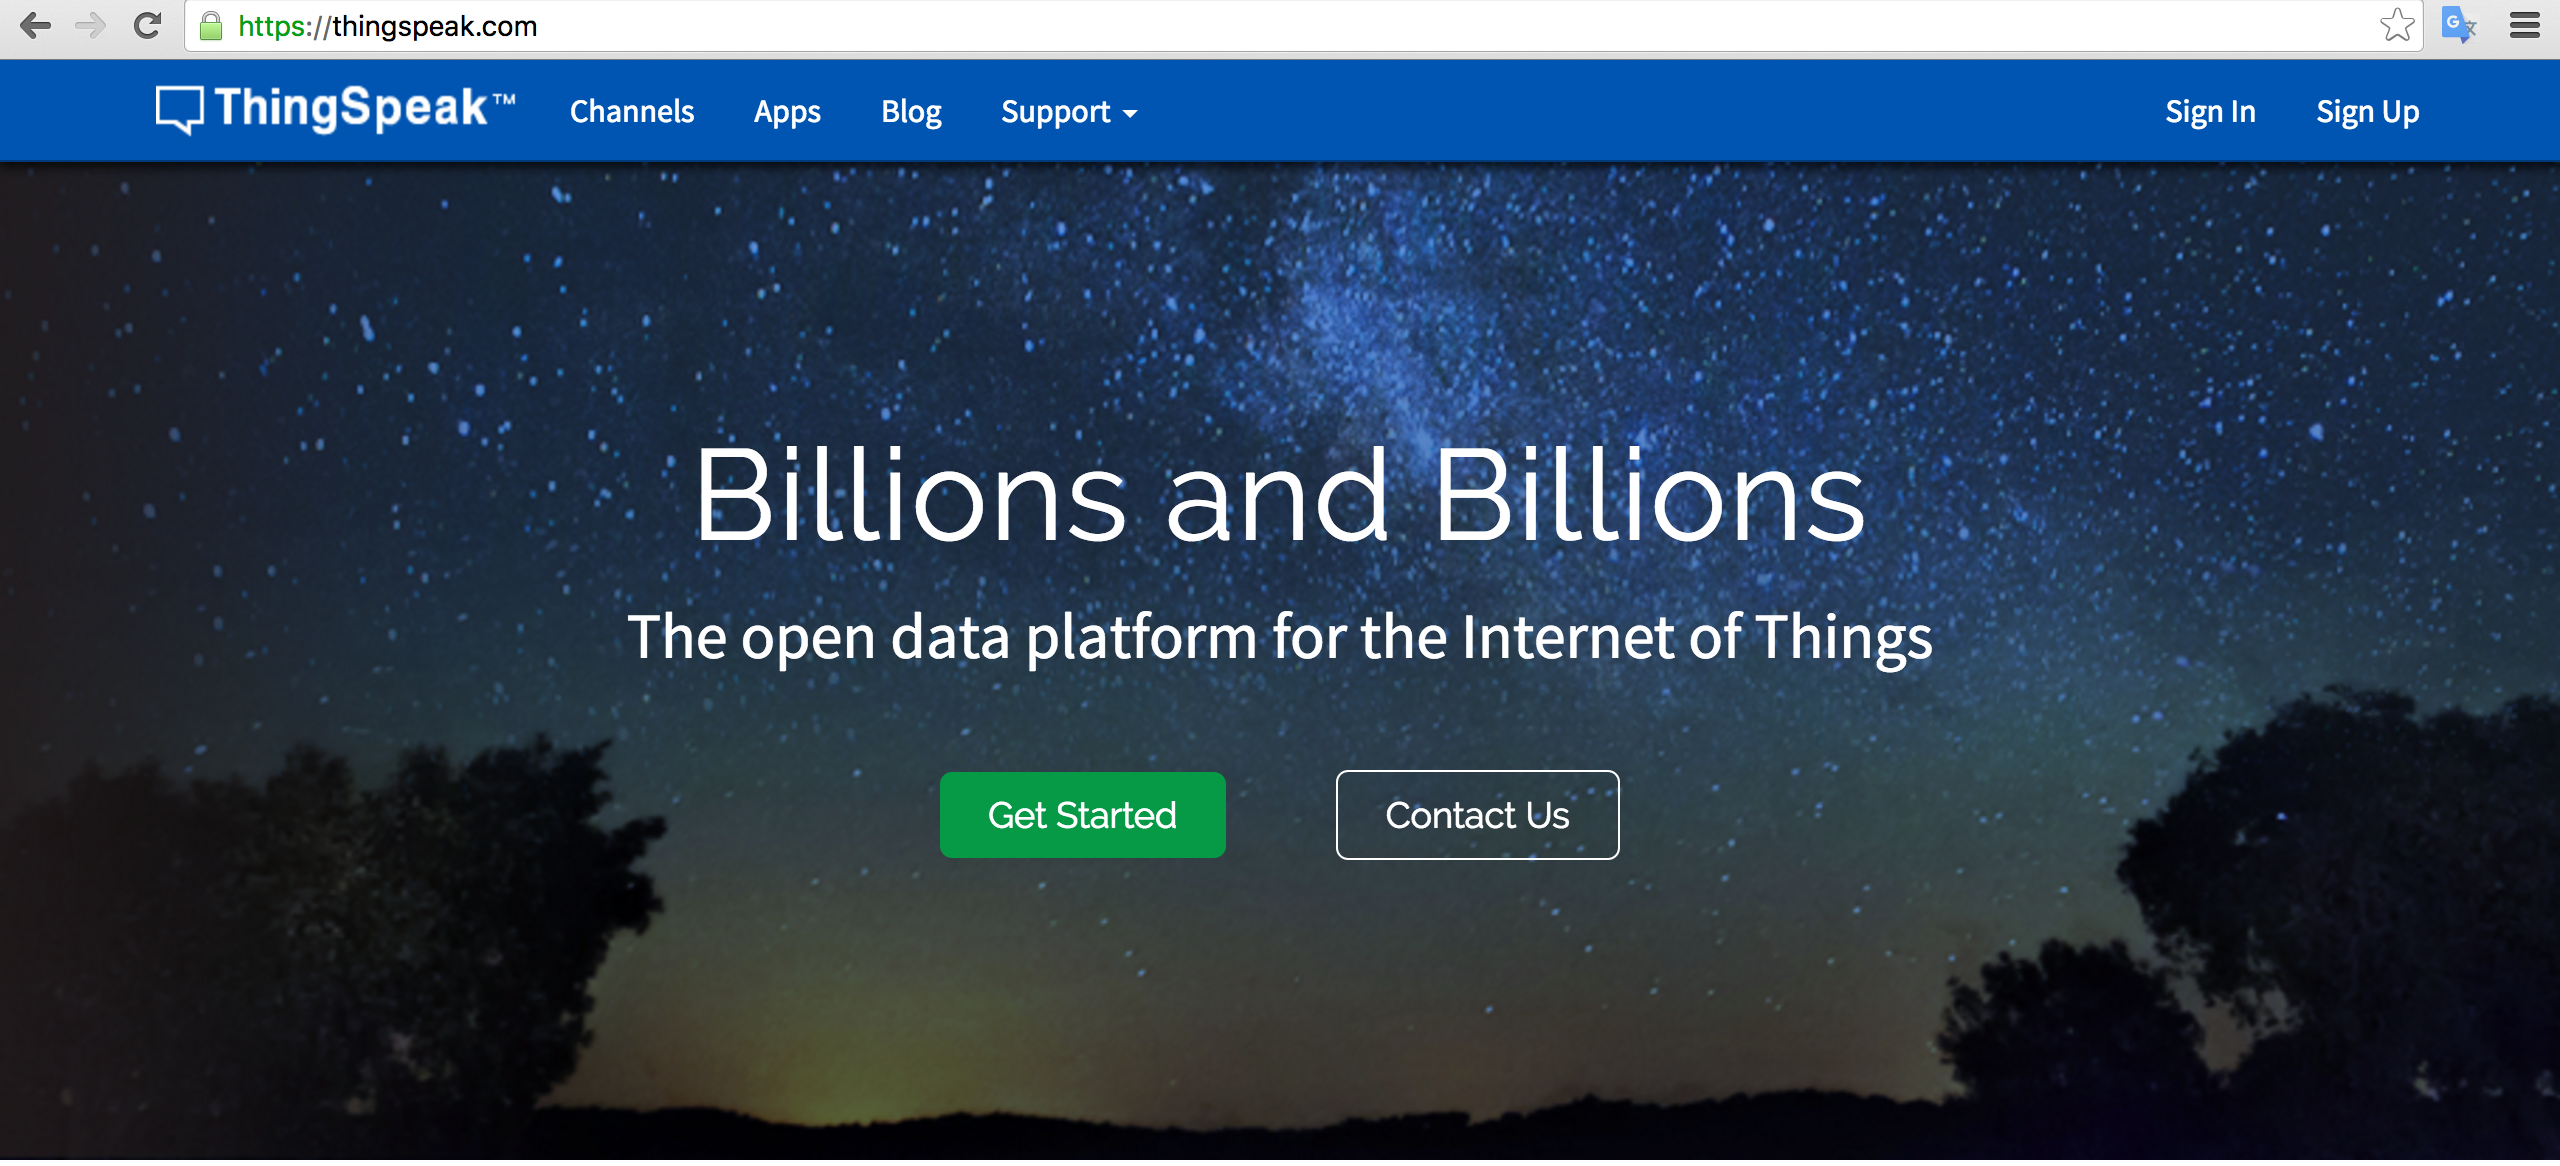 https://thingspeak.com
ThingSpeak™ Channels Apps Blog Support Sign In Sign Up
Billions and Billions
The open data platform for the Internet of Things
Get Started Contact Us